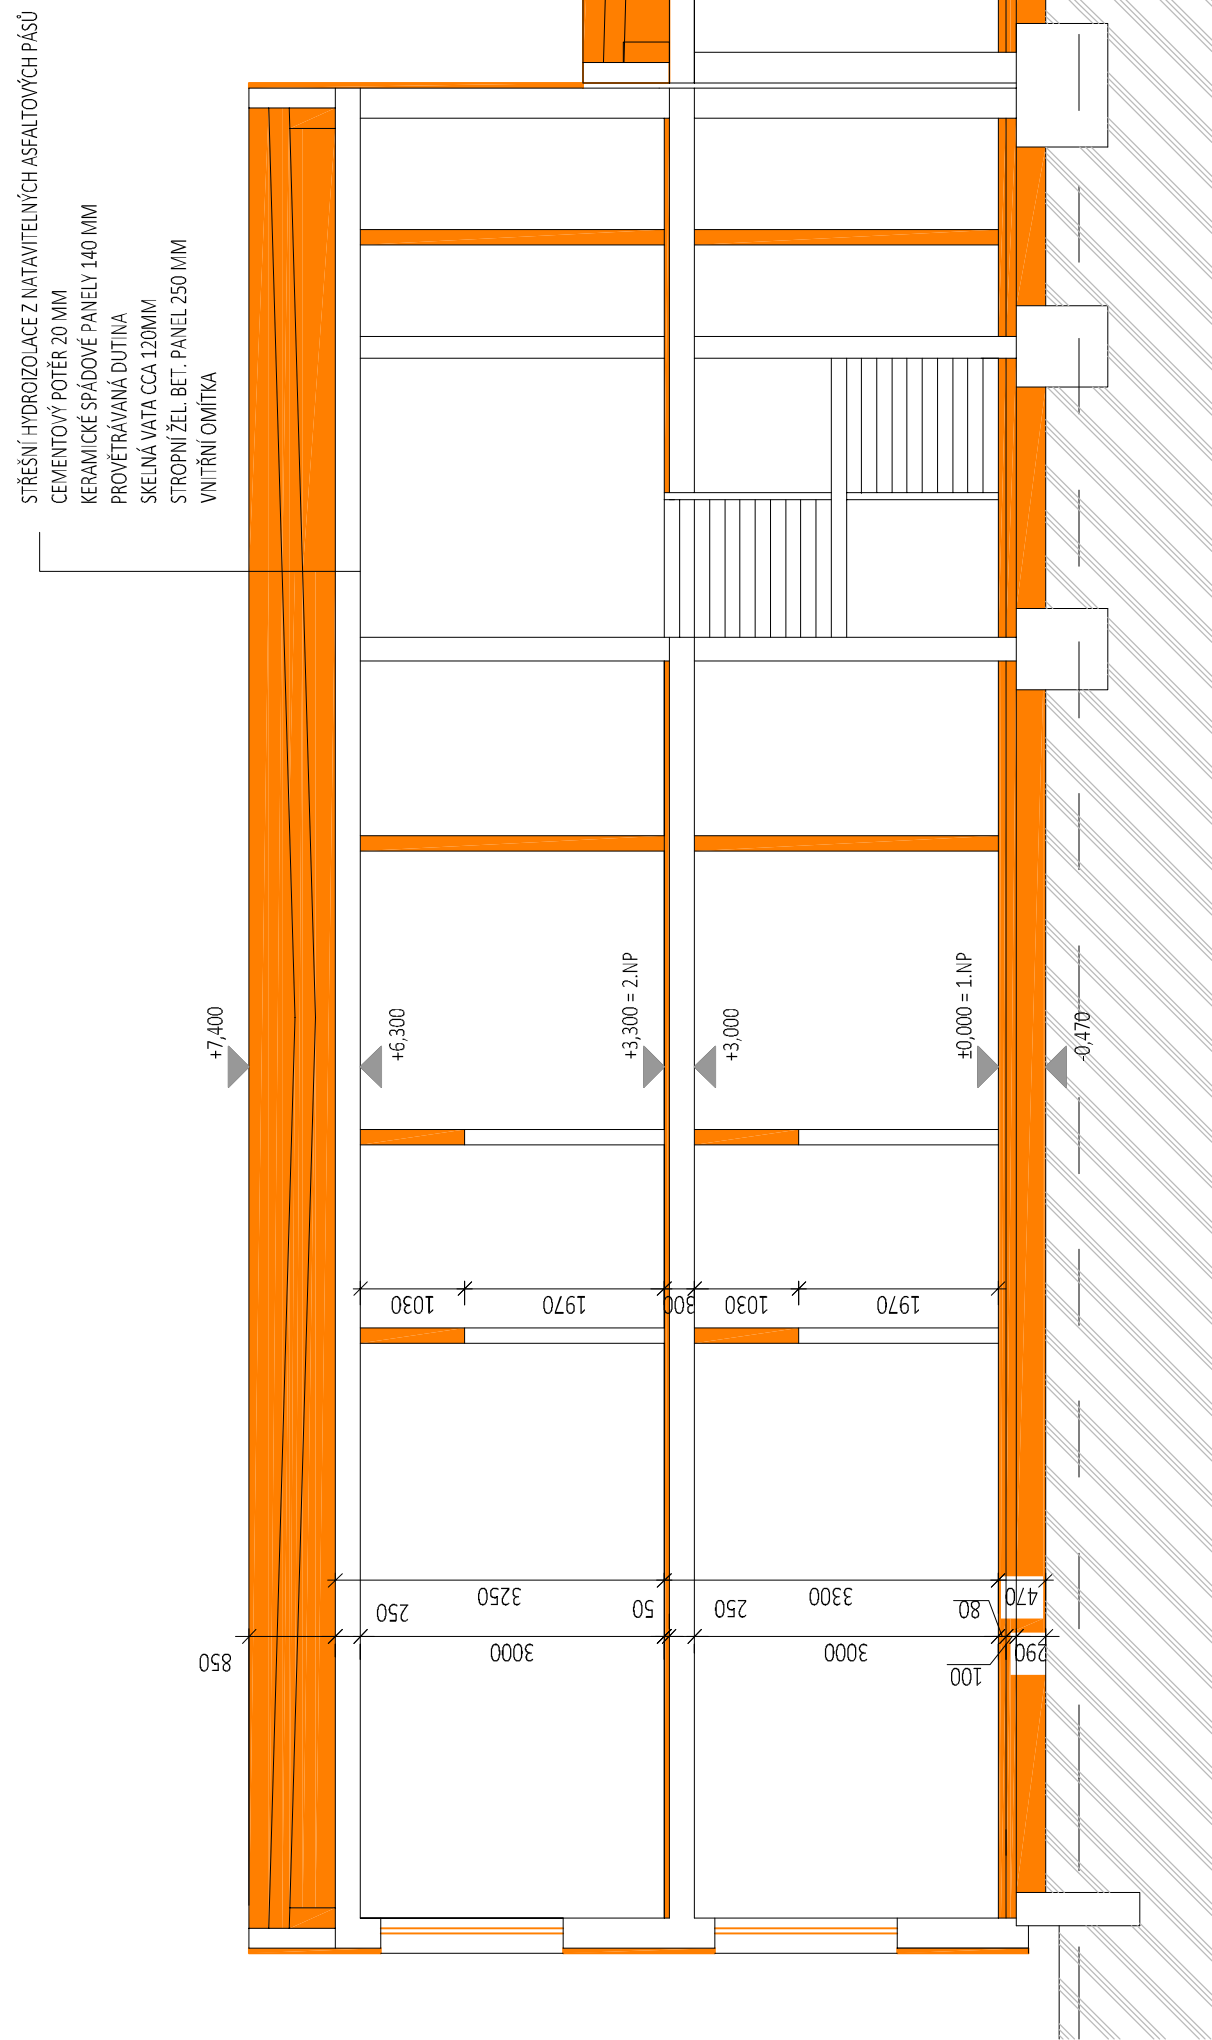 STŘEŠNÍ HYDROIZOLACE Z NATAVITELNÝCH ASFALTOVÝCH PÁSŮ
CEMENTOVÝ POTĚR 20 MM
KERAMICKÉ SPÁDOVÉ PANELY 140 MM
PROVĚTRÁVANÁ DUTINA
SKELNÁ VATA CCA 120MM
STROPNÍ ŽEL. BET. PANEL 250 MM
VNITŘNÍ OMÍTKA
+7,400
+6,300
+3,300 = 2.NP
+3,000
±0,000 = 1.NP
-0,470
1030
1970
300
1030
1970
250
3250
50
250
3300
80
470
850
3000
3000
100
290